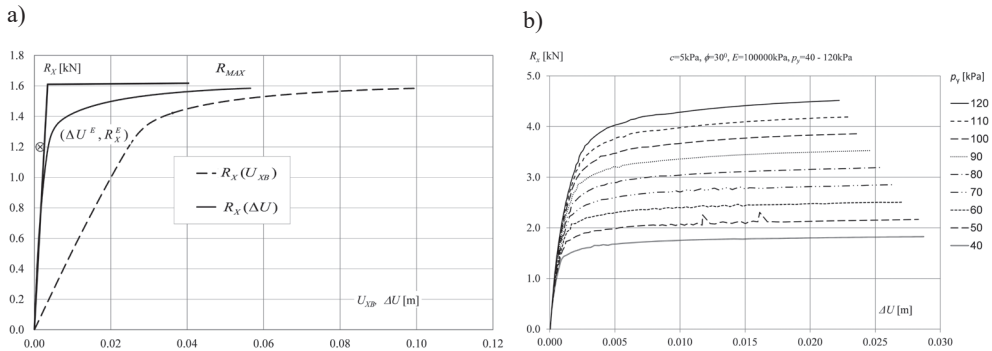 a)
R_X [kN]
R_MAX
1.8
1.6
1.4
1.2
1.0
0.8
0.6
0.4
0.2
0.0
(ΔU^E, R_X^E)
R_X(U_XB)
R_X(ΔU)
U_XB, ΔU [m]
0.00 0.02 0.04 0.06 0.08 0.10 0.12
b)
R_x [kN]
c=5kPa, ϕ=30⁰, E=100000kPa, p_y=40 - 120kPa
5.0
4.0
3.0
2.0
1.0
0.0
ΔU [m]
0.000 0.005 0.010 0.015 0.020 0.025 0.030
p_Y [kPa]
120
110
100
90
80
70
60
50
40